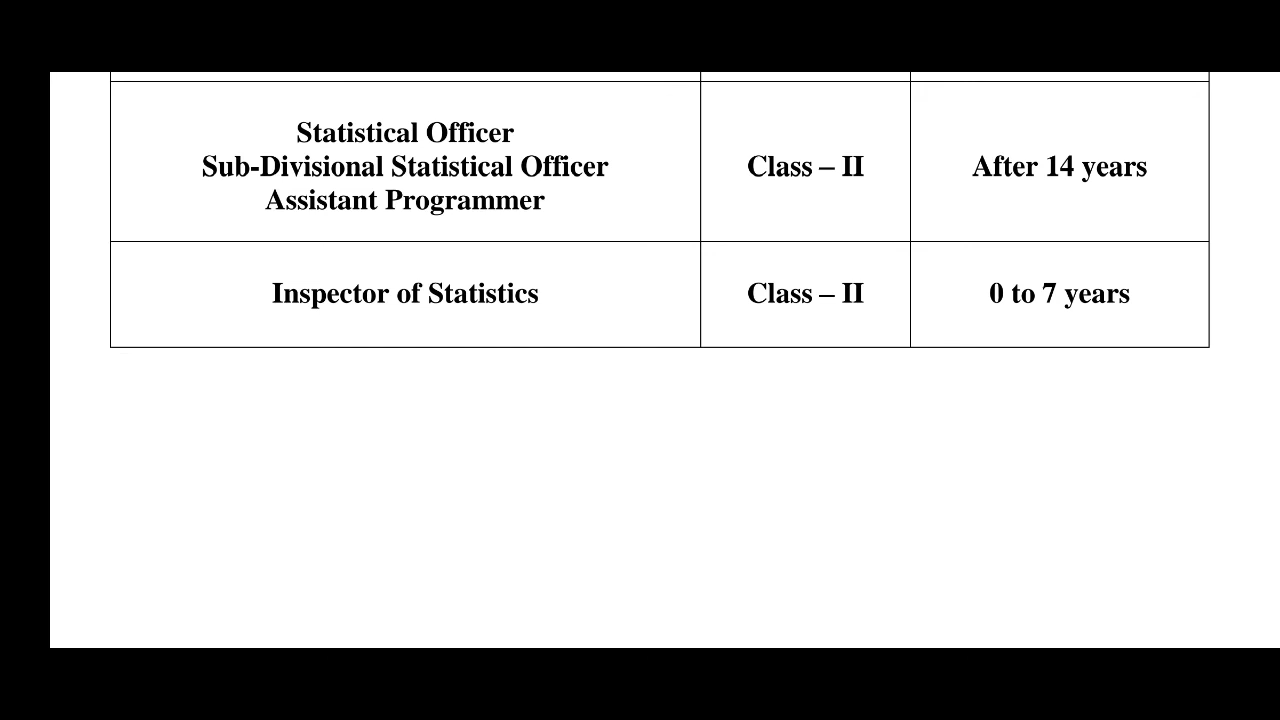 Statistical Officer
Sub-Divisional Statistical Officer
Assistant Programmer
Class – II
After 14 years
Inspector of Statistics
Class – II
0 to 7 years